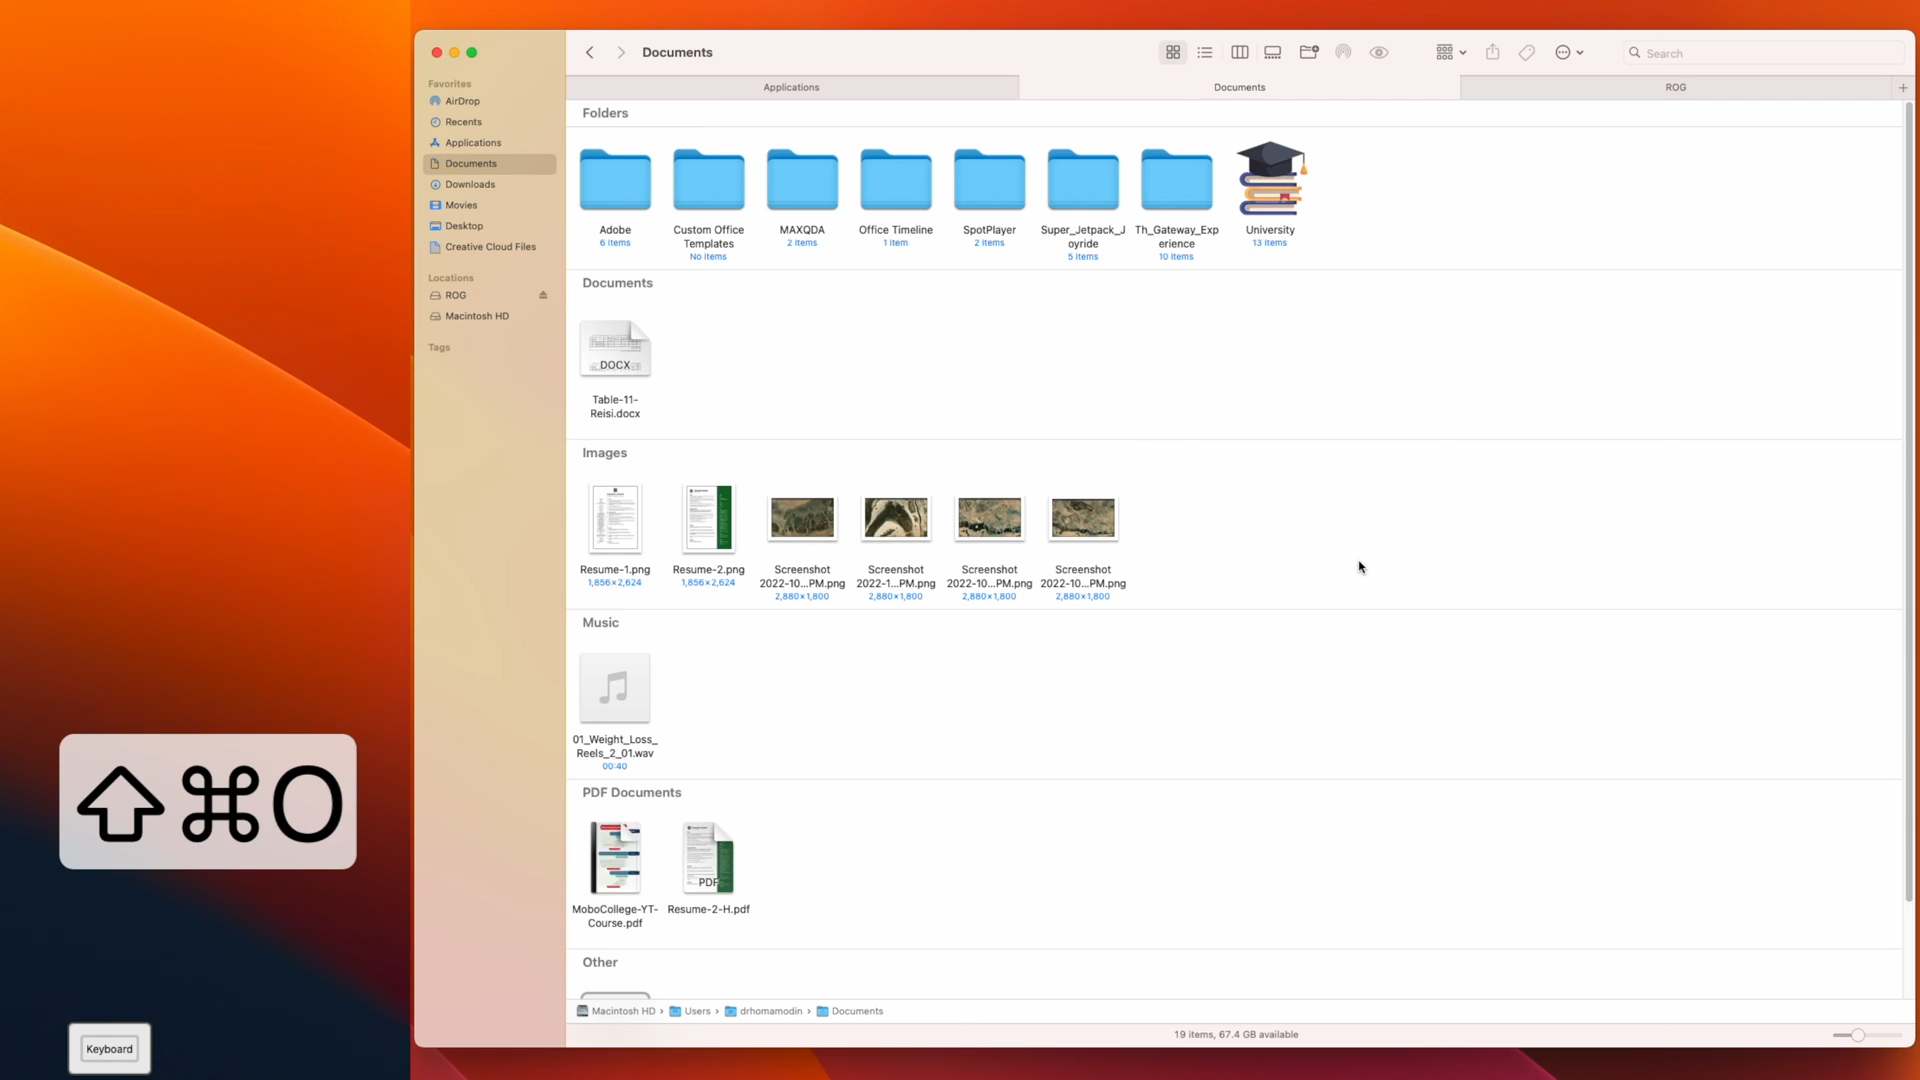 Documents
Search
Applications
Documents
ROG
Favorites
AirDrop
Recents
Applications
Documents
Downloads
Movies
Desktop
Creative Cloud Files
Locations
ROG
Macintosh HD
Tags
Folders
Adobe
6 items
Custom Office
Templates
No items
MAXQDA
2 items
Office Timeline
1 item
SpotPlayer
2 items
Super_Jetpack_J
oyride
5 items
Th_Gateway_Exp
erience
10 items
University
13 items
Documents
DOCX
Table-11-
Reisi.docx
Images
Resume-1.png
1,856×2,624
Resume-2.png
1,856×2,624
Screenshot
2022-10...PM.png
2,880×1,800
Screenshot
2022-1...PM.png
2,880×1,800
Screenshot
2022-10...PM.png
2,880×1,800
Screenshot
2022-10...PM.png
2,880×1,800
Music
01_Weight_Loss_
Reels_2_01.wav
00:40
PDF Documents
MoboCollege-YT-
Course.pdf
PDF
Resume-2-H.pdf
Other
Macintosh HD › Users › drhomamodin › Documents
19 items, 67.4 GB available
⇧⌘O
Keyboard